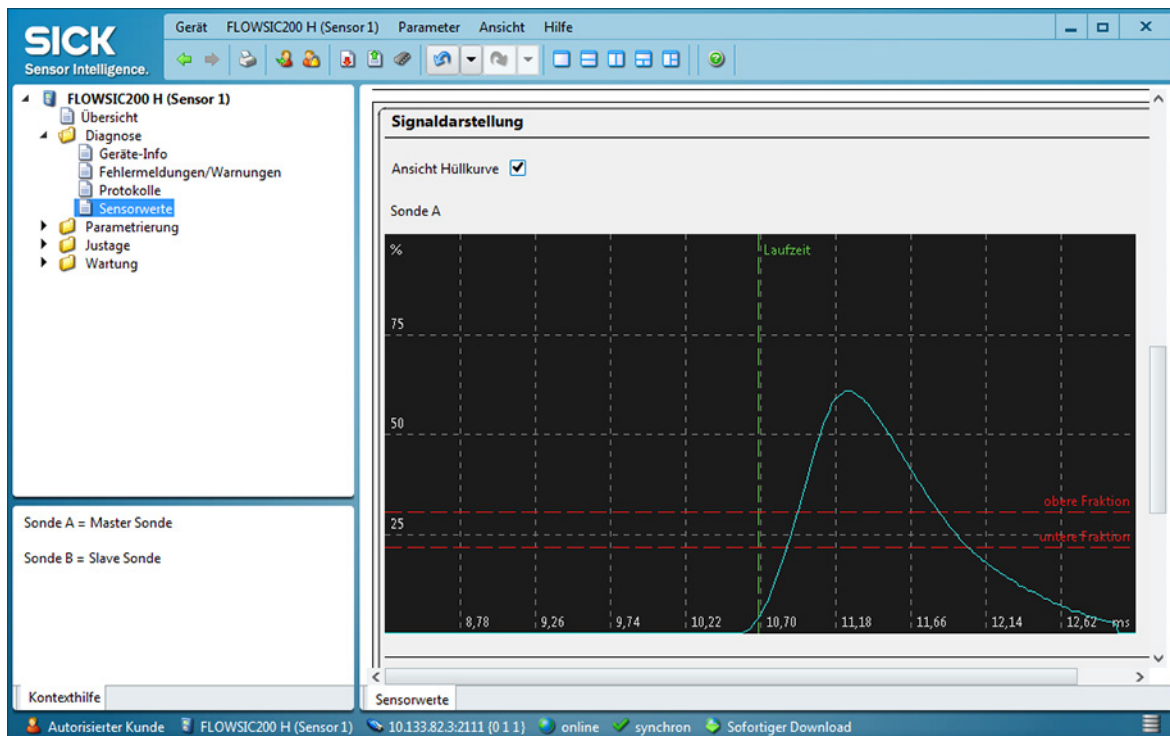 SICK
Sensor Intelligence.
Gerät FLOWSIC200 H (Sensor 1) Parameter Ansicht Hilfe
FLOWSIC200 H (Sensor 1)
Übersicht
Diagnose
Geräte-Info
Fehlermeldungen/Warnungen
Protokolle
Sensorwerte
Parametrierung
Justage
Wartung
Sonde A = Master Sonde
Sonde B = Slave Sonde
Kontexthilfe
Signaldarstellung
Ansicht Hüllkurve
Sonde A
%
Laufzeit
75
50
obere Fraktion
25
untere Fraktion
8,78 9,26 9,74 10,22 10,70 11,18 11,66 12,14 12,62 ms
Sensorwerte
Autorisierter Kunde FLOWSIC200 H (Sensor 1) 10.133.82.3:2111 {0 1 1} online synchron Sofortiger Download